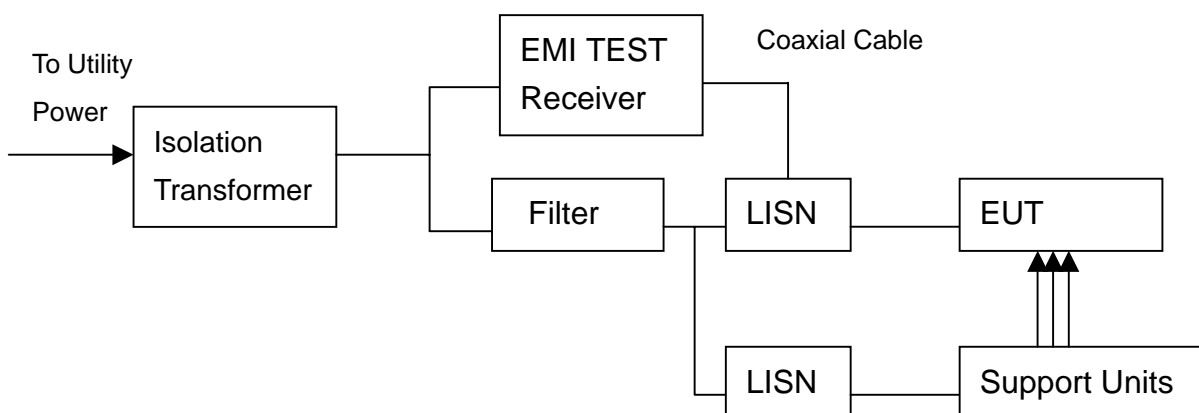 To Utility
Power
Isolation
Transformer
EMI TEST
Receiver
Coaxial Cable
Filter
LISN
EUT
LISN
Support Units